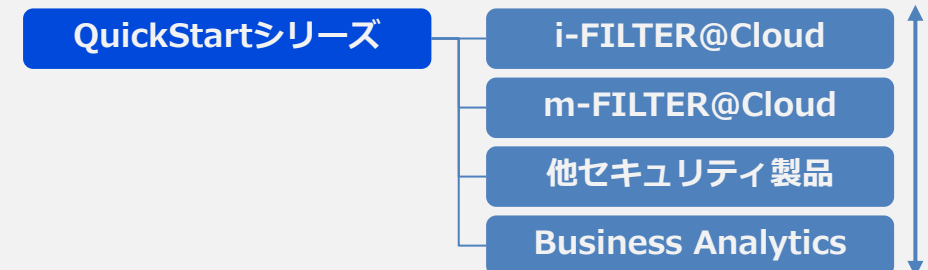 QuickStartシリーズ
i-FILTER@Cloud
m-FILTER@Cloud
他セキュリティ製品
Business Analytics